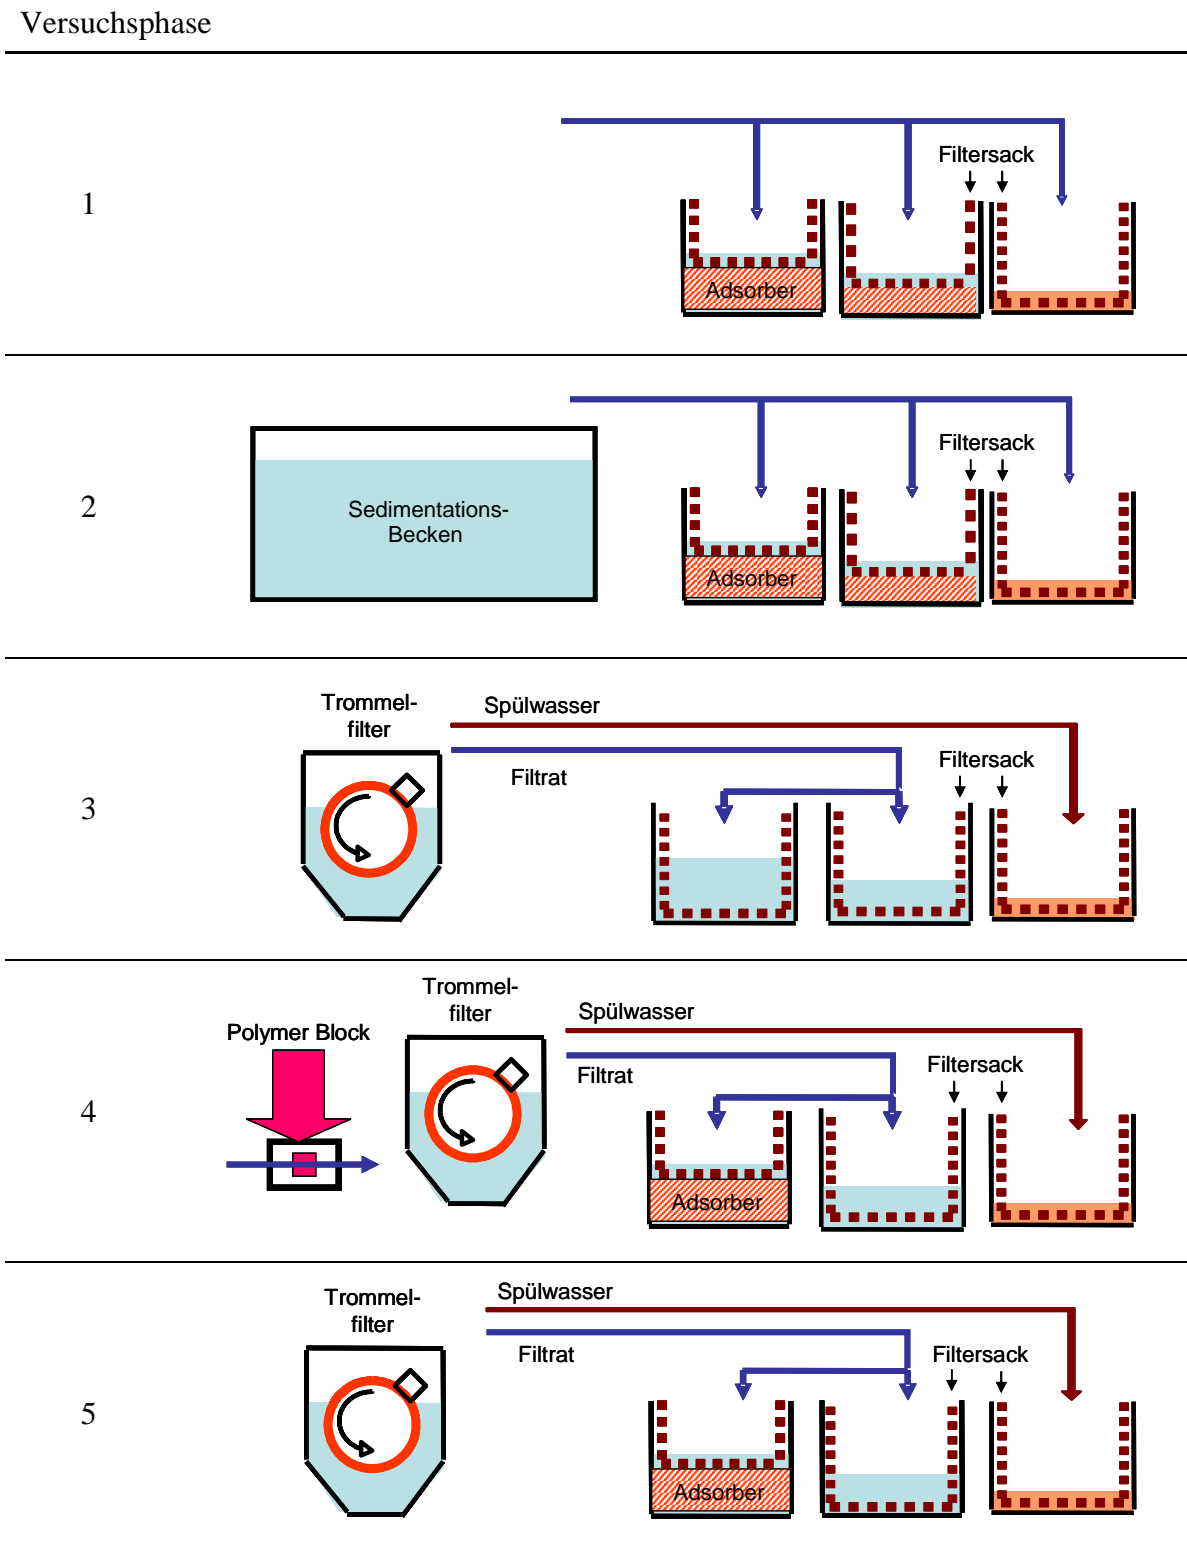 Versuchsphase
1
Filtersack
Adsorber
2
Sedimentations-
Becken
Filtersack
Adsorber
3
Trommel-
filter
Spülwasser
Filtrat
Filtersack
4
Polymer Block
Trommel-
filter
Spülwasser
Filtrat
Filtersack
Adsorber
5
Trommel-
filter
Spülwasser
Filtrat
Filtersack
Adsorber